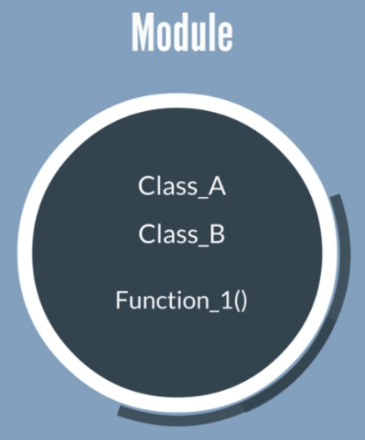 Module
Class_A
Class_B
Function_1()